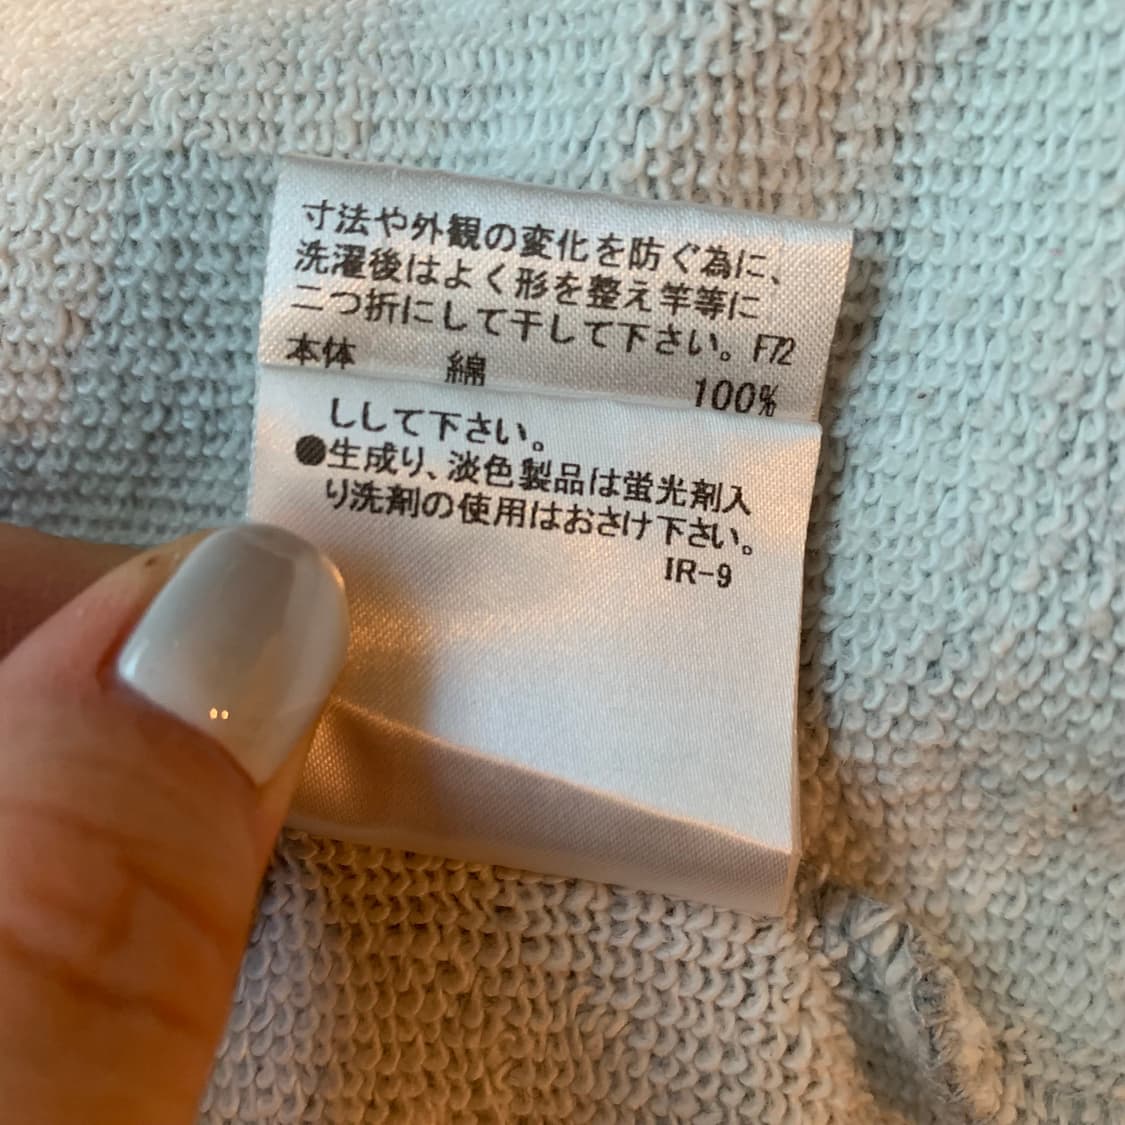 寸法や外観の変化を防ぐ為に、
洗濯後はよく形を整え竿等に
二つ折にして干して下さい。F72
本体 綿 100%
ししして下さい。
●生成り、淡色製品は蛍光剤入
り洗剤の使用はおさけ下さい。
IR-9